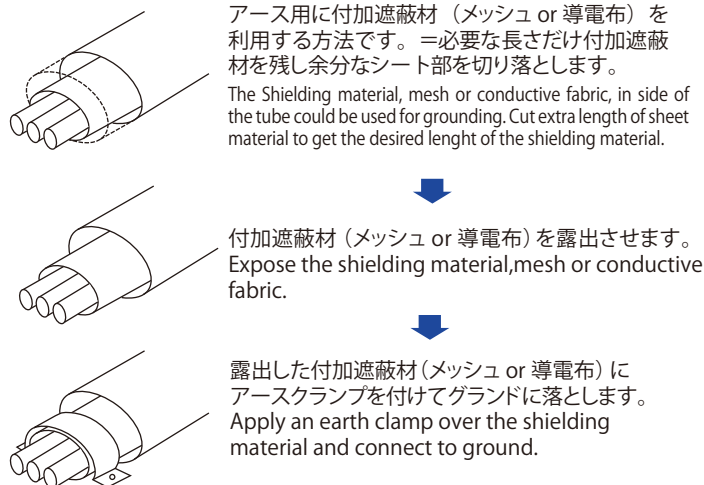 アース用に付加遮蔽材（メッシュ or 導電布）を
利用する方法です。＝必要な長さだけ付加遮蔽
材を残し余分なシート部を切り落とします。
The Shielding material, mesh or conductive fabric, in side of
the tube could be used for grounding. Cut extra length of sheet
material to get the desired lenght of the shielding material.
付加遮蔽材（メッシュ or 導電布）を露出させます。
Expose the shielding material,mesh or conductive
fabric.
露出した付加遮蔽材（メッシュ or 導電布）に
アースクランプを付けてグランドに落とします。
Apply an earth clamp over the shielding
material and connect to ground.